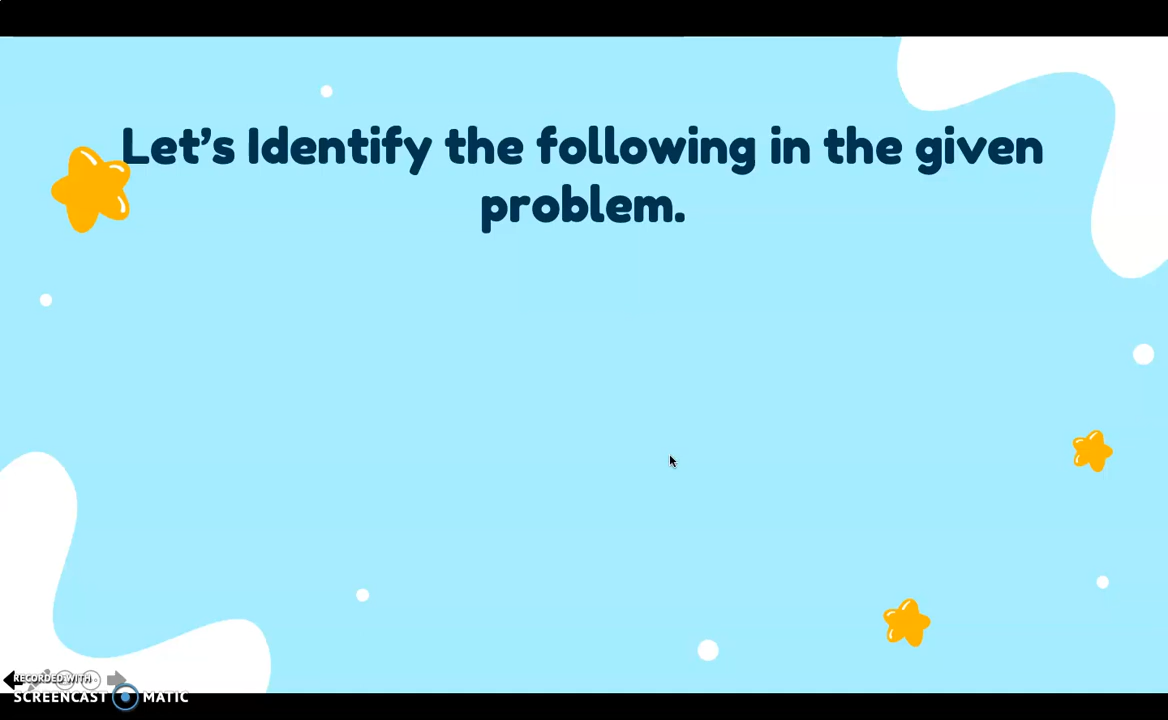 Let's Identify the following in the given
problem.
RECORDED WITH
SCREENCAST MATIC